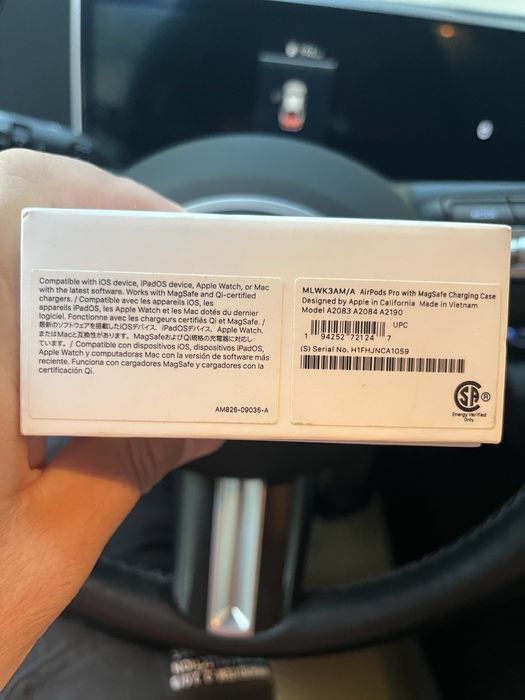 Compatible with iOS device, iPadOS device, Apple Watch, or Mac
with the latest software. Works with MagSafe and Qi-certified
chargers. / Compatible avec les appareils iOS, les
appareils iPadOS, les Apple Watch et les Mac dotés du dernier
logiciel. Fonctionne avec les chargeurs certifiés Qi et MagSafe. /
最新のソフトウェアを搭載したiOSデバイス、iPadOSデバイス、Apple Watch、
またはMacと互換性があります。MagSafeおよびQi規格の充電器に対応し
ています。/ Compatible con dispositivos iOS, dispositivos iPadOS,
Apple Watch y computadoras Mac con la versión de software más
reciente. Funciona con cargadores MagSafe y cargadores con la
certificación Qi.
AM826-09035-A
MLWK3AM/A AirPods Pro with MagSafe Charging Case
Designed by Apple in California Made in Vietnam
Model A2083 A2084 A2190
UPC
1 94252 72124 7
(S) Serial No. H1FHJNCA1059
SA ®
Energy Verified
Only